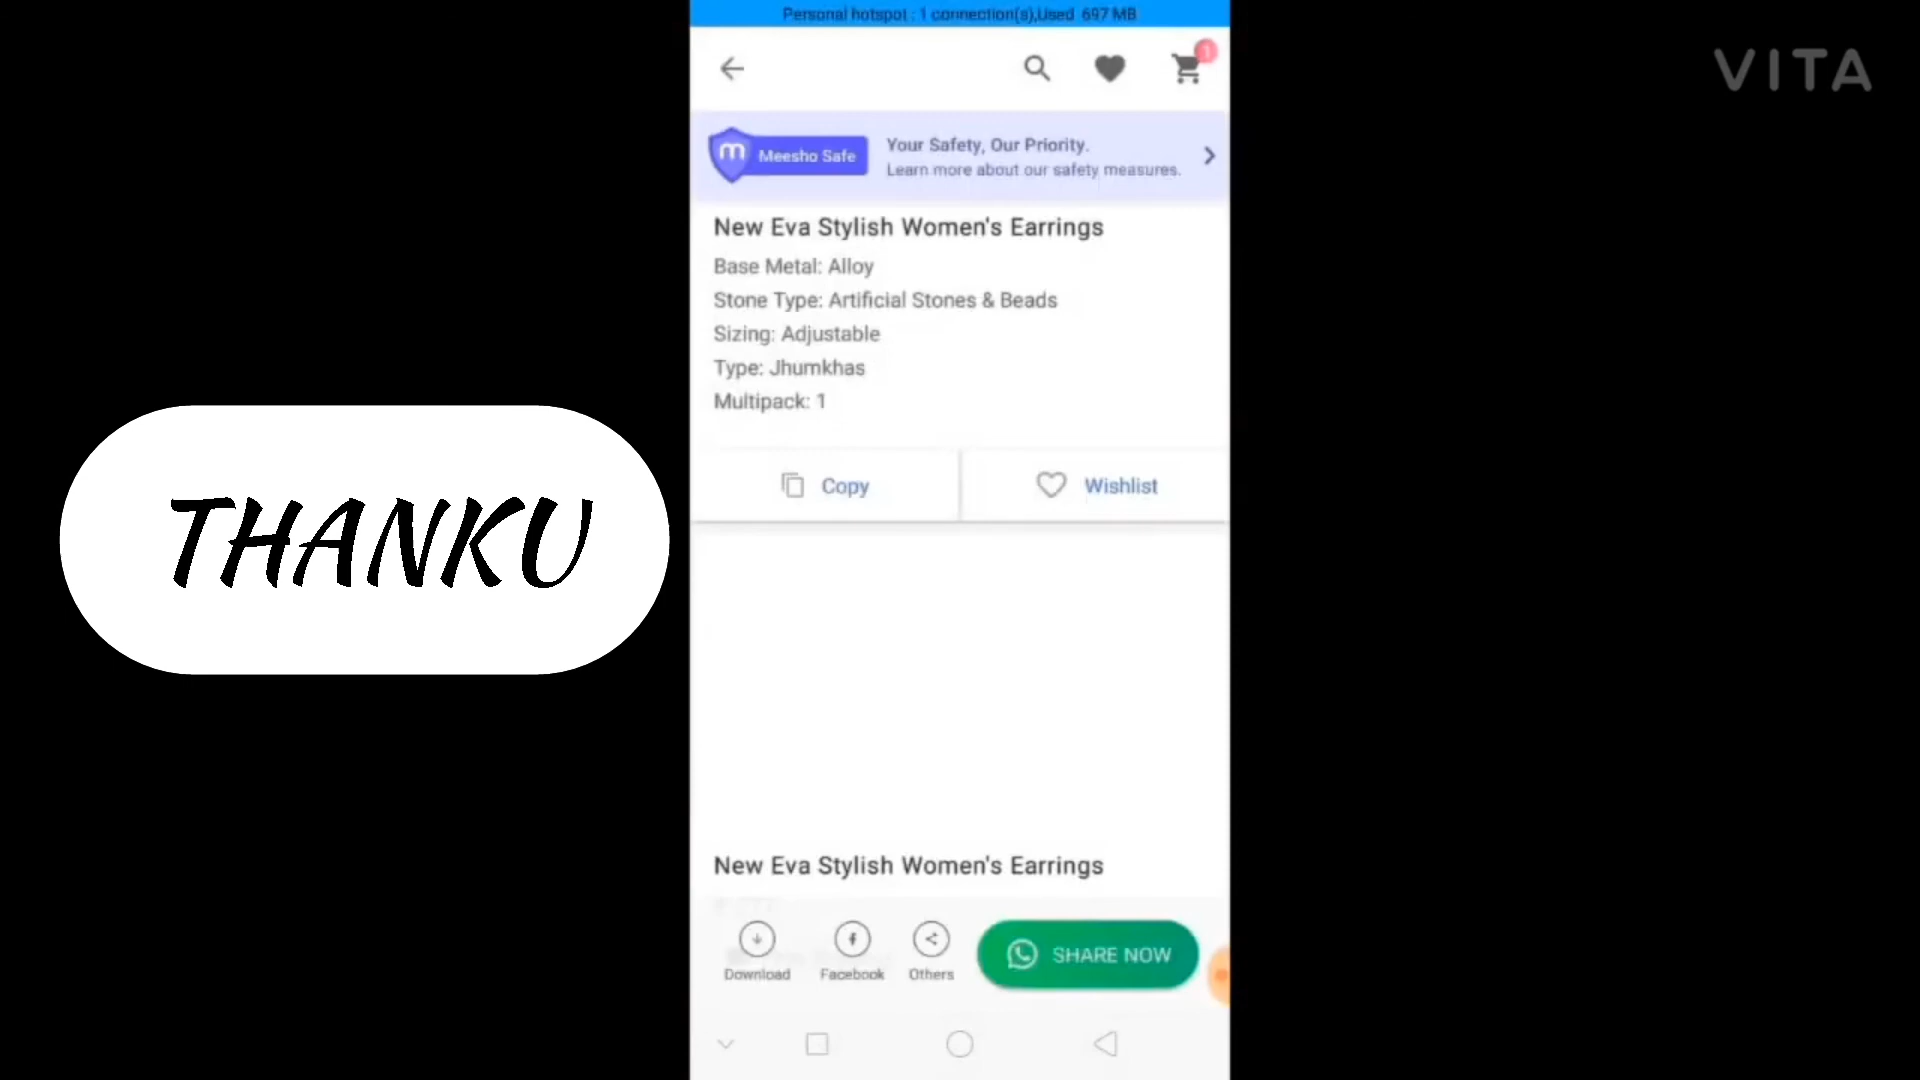 Personal hotspot : 1 connection(s),Used 697 MB
1
VITA
m Meesho Safe
Your Safety, Our Priority.
Learn more about our safety measures.
New Eva Stylish Women's Earrings
Base Metal: Alloy
Stone Type: Artificial Stones & Beads
Sizing: Adjustable
Type: Jhumkhas
Multipack: 1
Copy
Wishlist
THANKU
New Eva Stylish Women's Earrings
Download
Facebook
Others
SHARE NOW